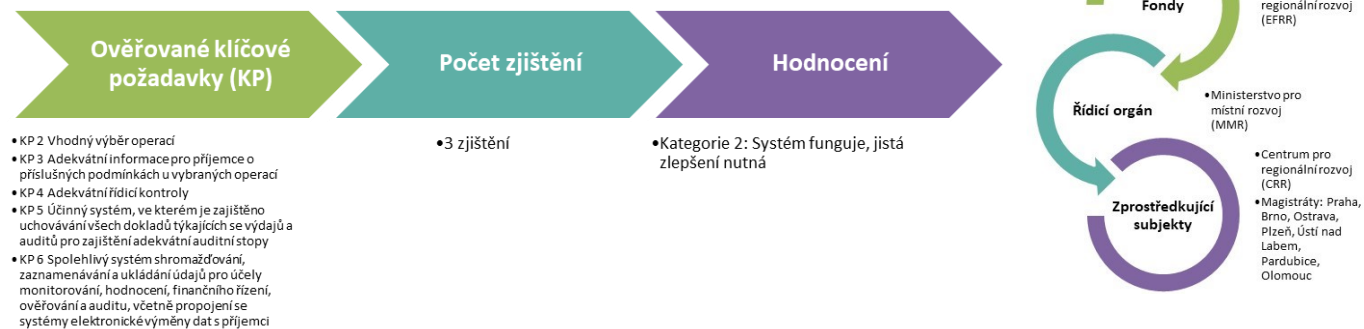 Ověřované klíčové
požadavky (KP)
Počet zjištění
Hodnocení
•KP 2 Vhodný výběr operací
•KP 3 Adekvátní informace pro příjemce o
příslušných podmínkách u vybraných operací
•KP 4 Adekvátní řídicí kontroly
•KP 5 Účinný systém, ve kterém je zajištěno
uchovávání všech dokladů týkajících se výdajů a
auditů pro zajištění adekvátní auditní stopy
•KP 6 Spolehlivý systém shromažďování,
zaznamenávání a ukládání údajů pro účely
monitorování, hodnocení, finančního řízení,
ověřování a auditu, včetně propojení se
systémy elektronické výměny dat s příjemci
•3 zjištění
•Kategorie 2: Systém funguje, jistá
zlepšení nutná
Fondy
regionální rozvoj
(EFRR)
Řídicí orgán
•Ministerstvo pro
místní rozvoj
(MMR)
Zprostředkující
subjekty
•Centrum pro
regionální rozvoj
(CRR)
•Magistráty: Praha,
Brno, Ostrava,
Plzeň, Ústí nad
Labem,
Pardubice,
Olomouc